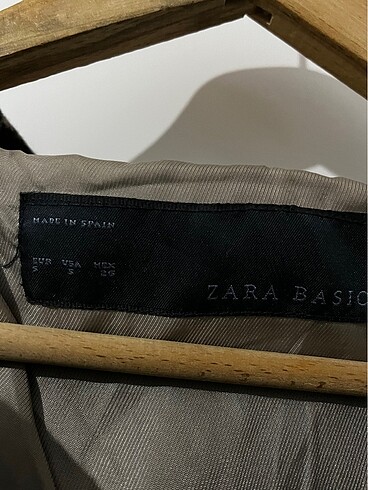 MADE IN SPAIN
EUR USA MEX
S S 26
ZARA BASIC